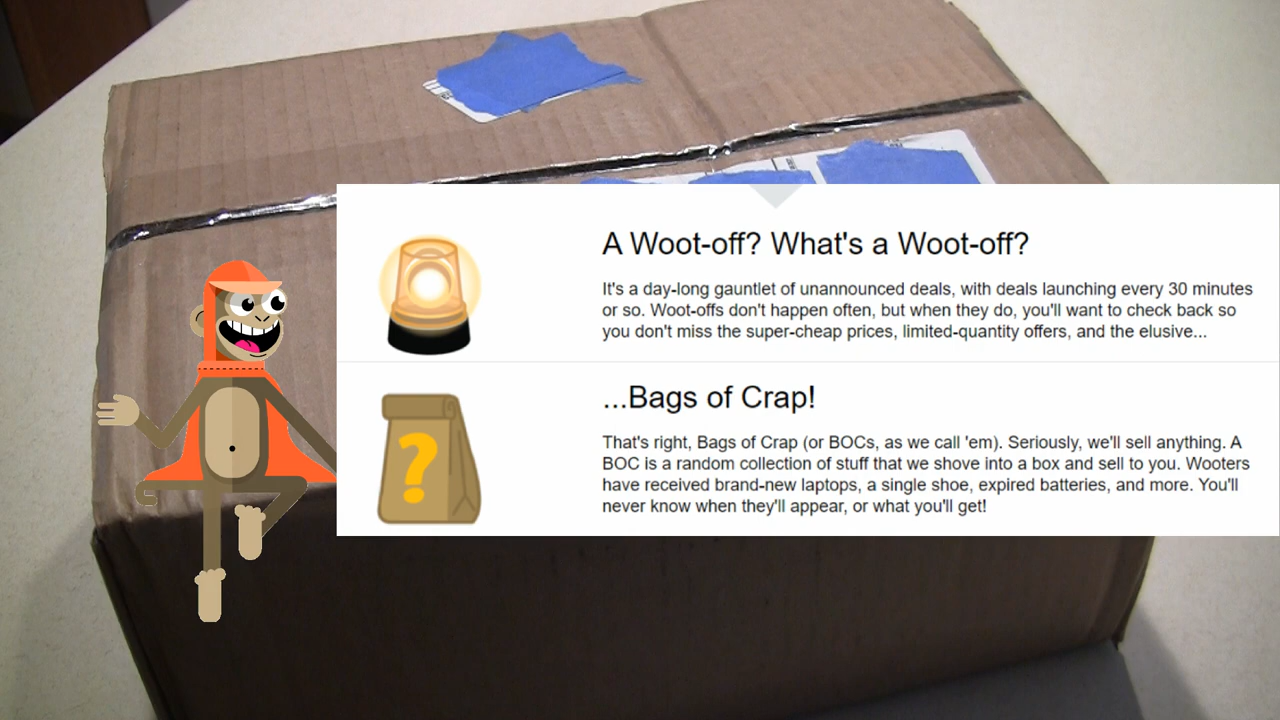 A Woot-off? What's a Woot-off?
It's a day-long gauntlet of unannounced deals, with deals launching every 30 minutes
or so. Woot-offs don't happen often, but when they do, you'll want to check back so
you don't miss the super-cheap prices, limited-quantity offers, and the elusive...
...Bags of Crap!
That's right, Bags of Crap (or BOCs, as we call 'em). Seriously, we'll sell anything. A
BOC is a random collection of stuff that we shove into a box and sell to you. Wooters
have received brand-new laptops, a single shoe, expired batteries, and more. You'll
never know when they'll appear, or what you'll get!
?